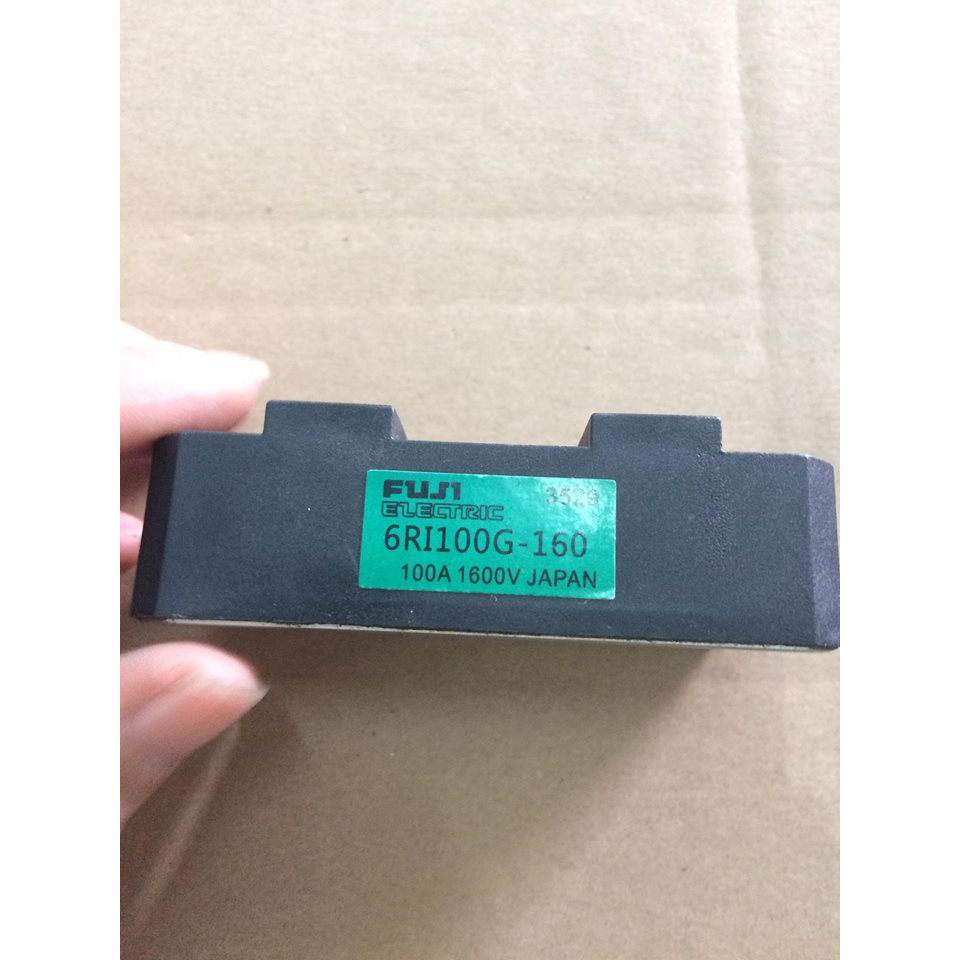 FUJI 3529
ELECTRIC
6RI100G-160
100A 1600V JAPAN